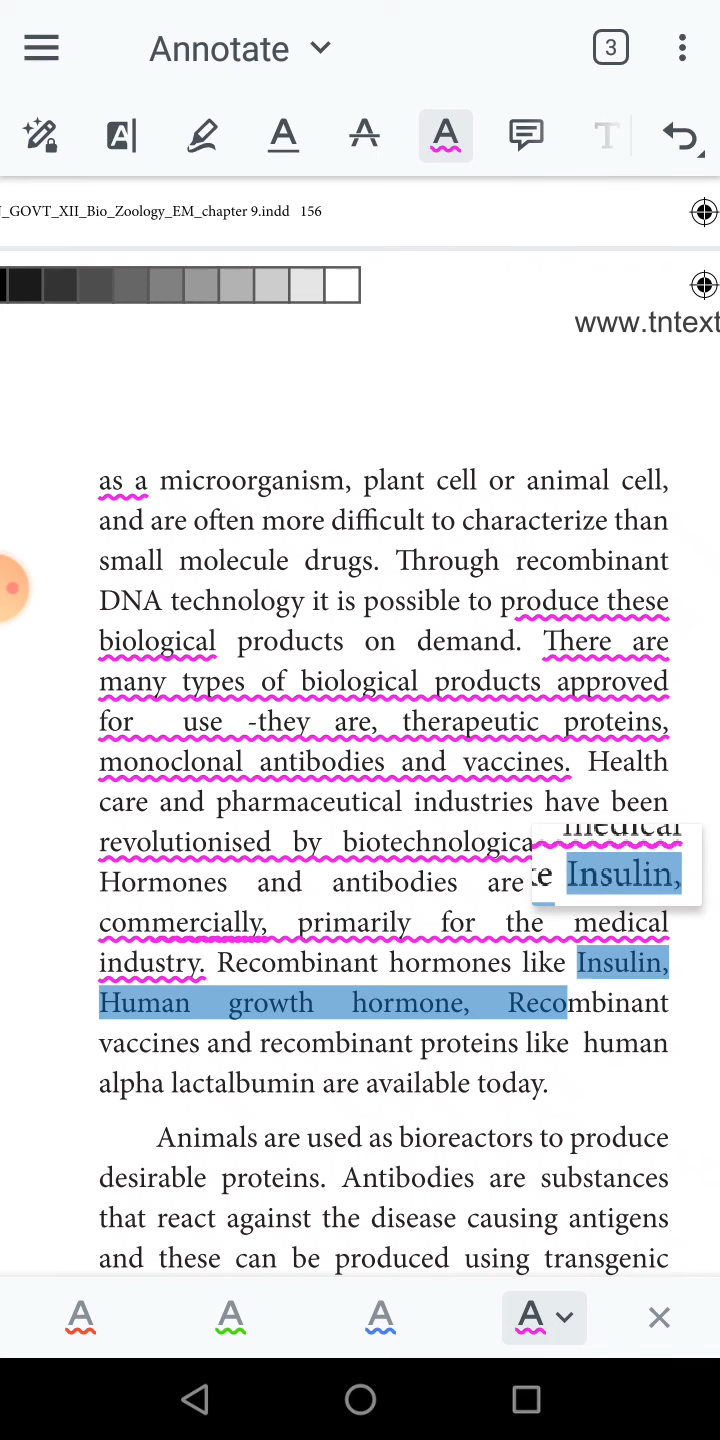 Annotate
3
_GOVT_XII_Bio_Zoology_EM_chapter 9.indd 156
www.tntext
as a microorganism, plant cell or animal cell,
and are often more difficult to characterize than
small molecule drugs. Through recombinant
DNA technology it is possible to produce these
biological products on demand. There are
many types of biological products approved
for use -they are, therapeutic proteins,
monoclonal antibodies and vaccines. Health
care and pharmaceutical industries have been
revolutionised by biotechnologica
Hormones and antibodies are
medical
ke Insulin,
commercially, primarily for the medical
industry. Recombinant hormones like Insulin,
Human growth hormone, Recombinant
vaccines and recombinant proteins like human
alpha lactalbumin are available today.
Animals are used as bioreactors to produce
desirable proteins. Antibodies are substances
that react against the disease causing antigens
and these can be produced using transgenic